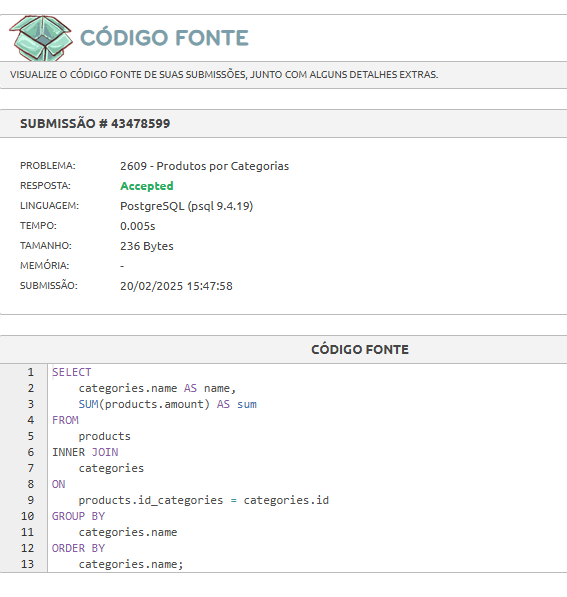 CÓDIGO FONTE
VISUALIZE O CÓDIGO FONTE DE SUAS SUBMISSÕES, JUNTO COM ALGUNS DETALHES EXTRAS.
SUBMISSÃO # 43478599
PROBLEMA: 2609 - Produtos por Categorias
RESPOSTA: Accepted
LINGUAGEM: PostgreSQL (psql 9.4.19)
TEMPO: 0.005s
TAMANHO: 236 Bytes
MEMÓRIA: -
SUBMISSÃO: 20/02/2025 15:47:58
CÓDIGO FONTE
1 SELECT
2     categories.name AS name,
3     SUM(products.amount) AS sum
4 FROM
5     products
6 INNER JOIN
7     categories
8 ON
9     products.id_categories = categories.id
10 GROUP BY
11     categories.name
12 ORDER BY
13     categories.name;